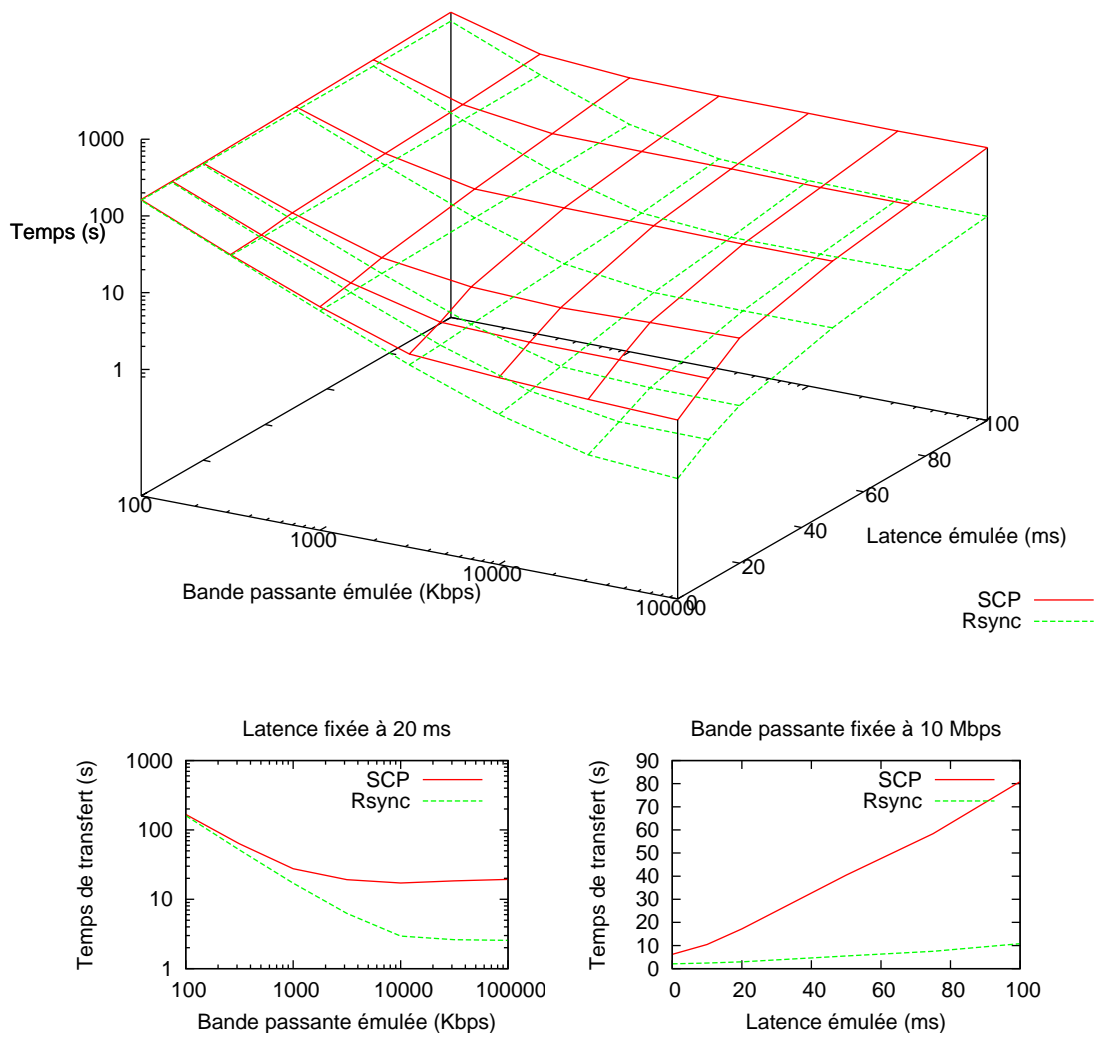 1000
100
Temps (s)
10
1
100
1000
10000
100000
0
20
40
60
80
100
Bande passante émulée (Kbps)
Latence émulée (ms)
SCP
Rsync
Latence fixée à 20 ms
1000
100
10
1
100
1000
10000
100000
Temps de transfert (s)
Bande passante émulée (Kbps)
SCP
Rsync
Bande passante fixée à 10 Mbps
90
80
70
60
50
40
30
20
10
0
0
20
40
60
80
100
Temps de transfert (s)
Latence émulée (ms)
SCP
Rsync